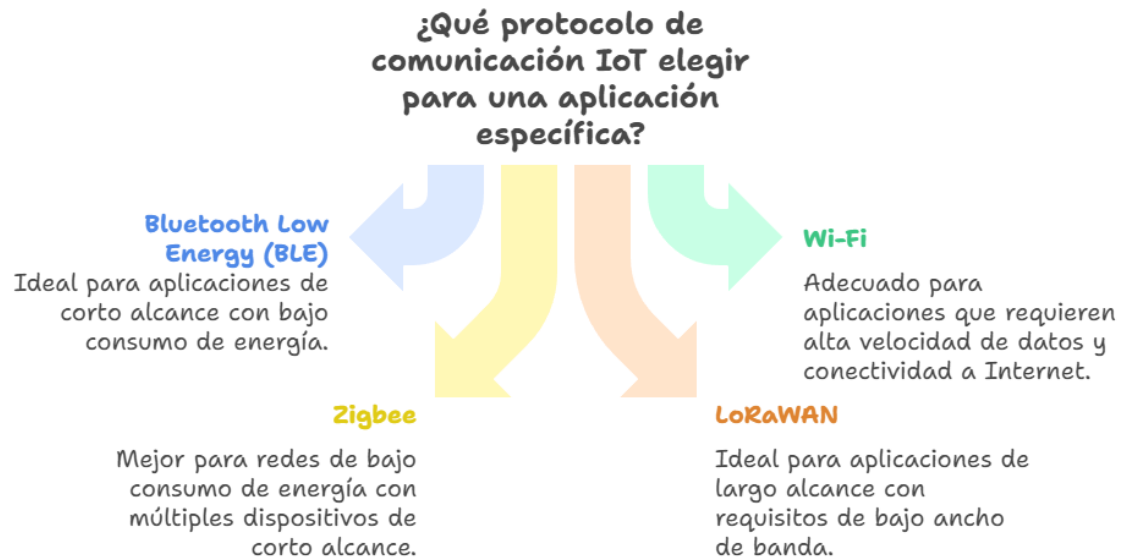 ¿Qué protocolo de
comunicación IoT elegir
para una aplicación
específica?
Bluetooth Low
Energy (BLE)
Ideal para aplicaciones de
corto alcance con bajo
consumo de energía.
Wi-Fi
Adecuado para
aplicaciones que requieren
alta velocidad de datos y
conectividad a Internet.
Zigbee
Mejor para redes de bajo
consumo de energía con
múltiples dispositivos de
corto alcance.
LoRaWAN
Ideal para aplicaciones de
largo alcance con
requisitos de bajo ancho
de banda.